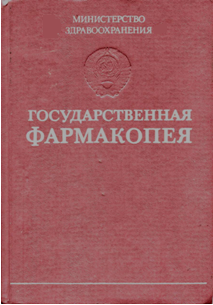 МИНИСТЕРСТВО
ЗДРАВООХРАНЕНИЯ
ГОСУДАРСТВЕННАЯ
ФАРМАКОПЕЯ